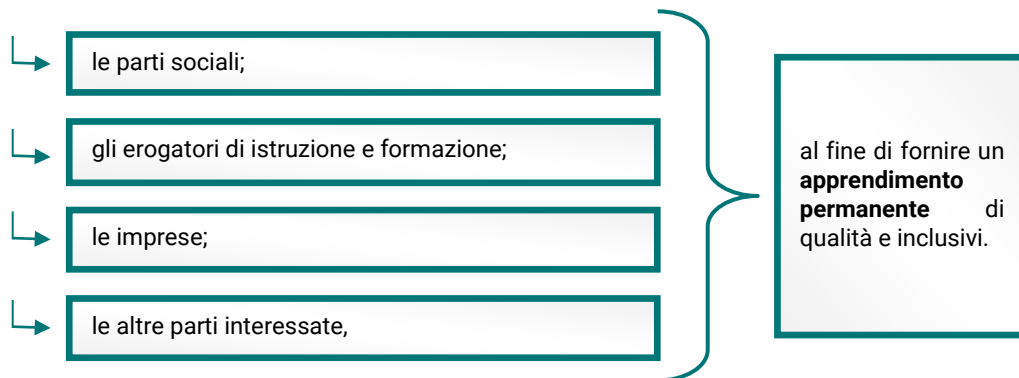 le parti sociali;
gli erogatori di istruzione e formazione;
le imprese;
le altre parti interessate,
al fine di fornire un
apprendimento
permanente di
qualità e inclusivi.